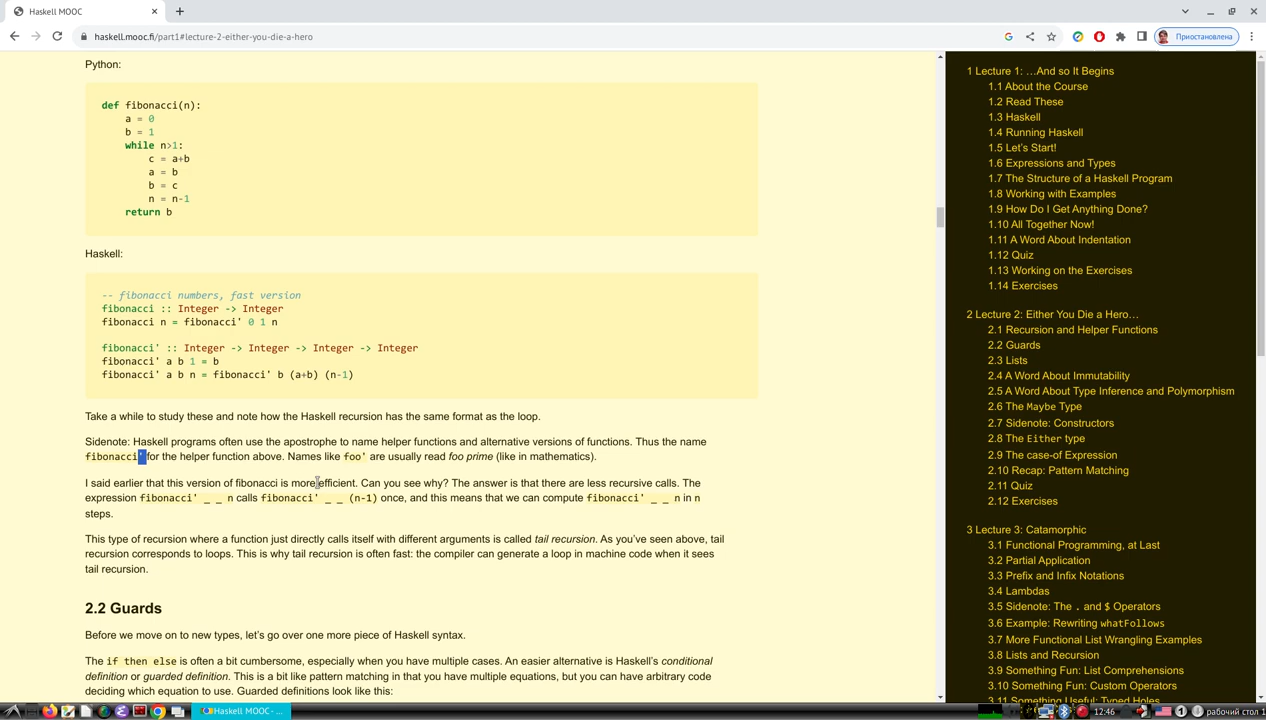 Haskell MOOC
haskell.mooc.fi/part1#lecture-2-either-you-die-a-hero
Приостановлена
Python:
def fibonacci(n):
    a = 0
    b = 1
    while n>1:
        c = a+b
        a = b
        b = c
        n = n-1
    return b
Haskell:
-- fibonacci numbers, fast version
fibonacci :: Integer -> Integer
fibonacci n = fibonacci' 0 1 n
fibonacci' :: Integer -> Integer -> Integer -> Integer
fibonacci' a b 1 = b
fibonacci' a b n = fibonacci' b (a+b) (n-1)
Take a while to study these and note how the Haskell recursion has the same format as the loop.
Sidenote: Haskell programs often use the apostrophe to name helper functions and alternative versions of functions. Thus the name
fibonacci' for the helper function above. Names like foo' are usually read foo prime (like in mathematics).
I said earlier that this version of fibonacci is more efficient. Can you see why? The answer is that there are less recursive calls. The
expression fibonacci' _ _ n calls fibonacci' _ _ (n-1) once, and this means that we can compute fibonacci' _ _ n in n
steps.
This type of recursion where a function just directly calls itself with different arguments is called tail recursion. As you've seen above, tail
recursion corresponds to loops. This is why tail recursion is often fast: the compiler can generate a loop in machine code when it sees
tail recursion.
2.2 Guards
Before we move on to new types, let's go over one more piece of Haskell syntax.
The if then else is often a bit cumbersome, especially when you have multiple cases. An easier alternative is Haskell's conditional
definition or guarded definition. This is a bit like pattern matching in that you have multiple equations, but you can have arbitrary code
deciding which equation to use. Guarded definitions look like this:
1 Lecture 1: …And so It Begins
1.1 About the Course
1.2 Read These
1.3 Haskell
1.4 Running Haskell
1.5 Let's Start!
1.6 Expressions and Types
1.7 The Structure of a Haskell Program
1.8 Working with Examples
1.9 How Do I Get Anything Done?
1.10 All Together Now!
1.11 A Word About Indentation
1.12 Quiz
1.13 Working on the Exercises
1.14 Exercises
2 Lecture 2: Either You Die a Hero…
2.1 Recursion and Helper Functions
2.2 Guards
2.3 Lists
2.4 A Word About Immutability
2.5 A Word About Type Inference and Polymorphism
2.6 The Maybe Type
2.7 Sidenote: Constructors
2.8 The Either type
2.9 The case-of Expression
2.10 Recap: Pattern Matching
2.11 Quiz
2.12 Exercises
3 Lecture 3: Catamorphic
3.1 Functional Programming, at Last
3.2 Partial Application
3.3 Prefix and Infix Notations
3.4 Lambdas
3.5 Sidenote: The . and $ Operators
3.6 Example: Rewriting whatFollows
3.7 More Functional List Wrangling Examples
3.8 Lists and Recursion
3.9 Something Fun: List Comprehensions
3.10 Something Fun: Custom Operators
3.11 Something Useful: Typed Holes
Haskell MOOC - ...
12:46
1
рабочий стол 1